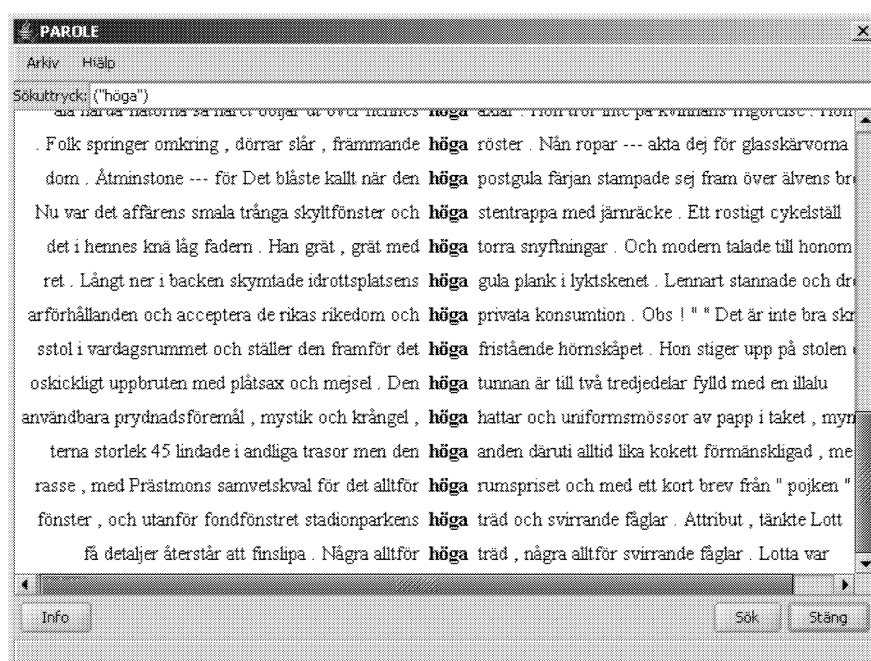 PAROLE
Arkiv Hjälp
Sökuttryck: ("höga")
höga
. Folk springer omkring , dörrar slår , främmande höga röster . Nån ropar --- akta dej för glasskärvorna
dom . Åtminstone --- för Det blåste kallt när den höga postgula färjan stampade sej fram över älvens bre
Nu var det affärens smala trånga skyltfönster och höga stentrappa med järnräcke . Ett rostigt cykelställ
det i hennes knä låg fadern . Han grät , grät med höga torra snyftningar . Och modern talade till honom
ret . Långt ner i backen skymtade idrottsplatsens höga gula plank i lyktskenet . Lennart stannade och dr
arförhållanden och acceptera de rikas rikedom och höga privata konsumtion . Obs ! " " Det är inte bra skr
sstol i vardagsrummet och ställer den framför det höga fristående hörnskåpet . Hon stiger upp på stolen
oskickligt uppbruten med plåtsax och mejsel . Den höga tunnan är till två tredjedelar fylld med en illalu
användbara prydnadsföremål , mystik och krångel , höga hattar och uniformsmössor av papp i taket , myn
terna storlek 45 lindade i andliga trasor men den höga anden däruti alltid lika kokett förmänskligad , me
rasse , med Prästmons samvetskval för det alltför höga rumspriset och med ett kort brev från " pojken "
fönster , och utanför fondfönstret stadionparkens höga träd och svirrande fåglar . Attribut , tänkte Lott
få detaljer återstår att finslipa . Några alltför höga träd , några alltför svirrande fåglar . Lotta var
Info Sök Stäng